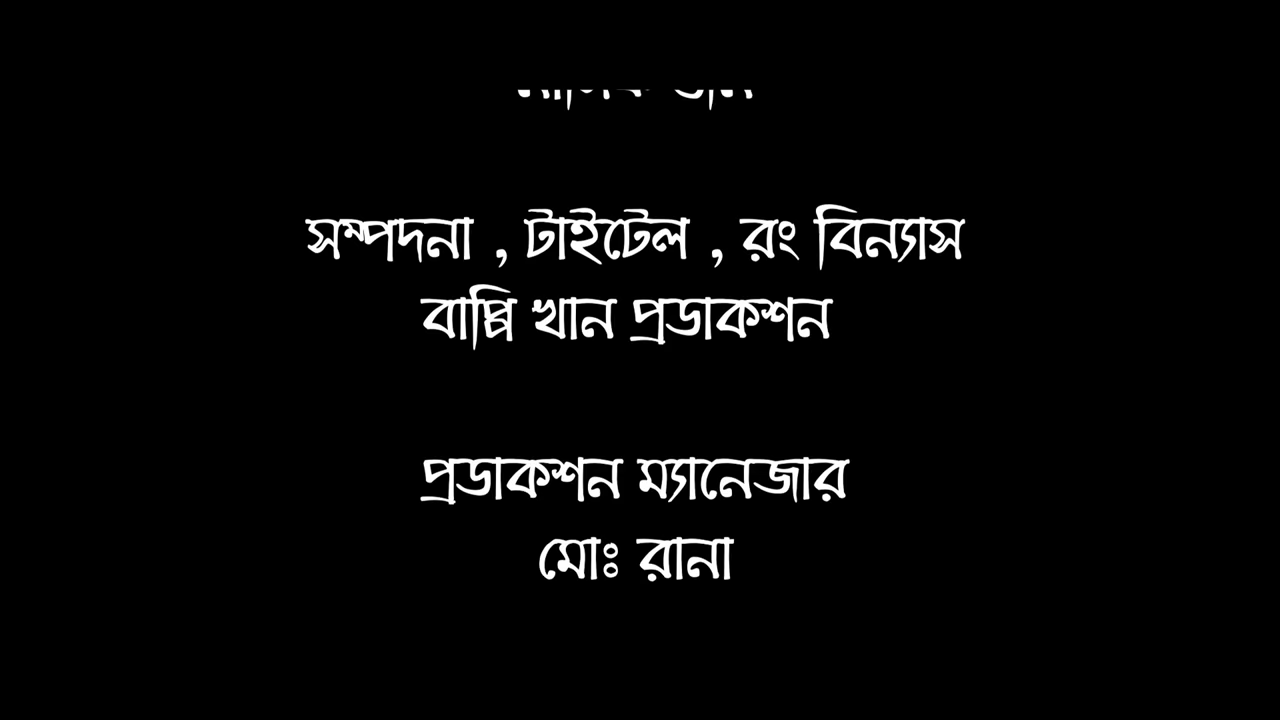 সম্পদনা , টাইটেল , রং বিন্যাস
বাপ্পি খান প্রডাকশন
প্রডাকশন ম্যানেজার
মোঃ রানা